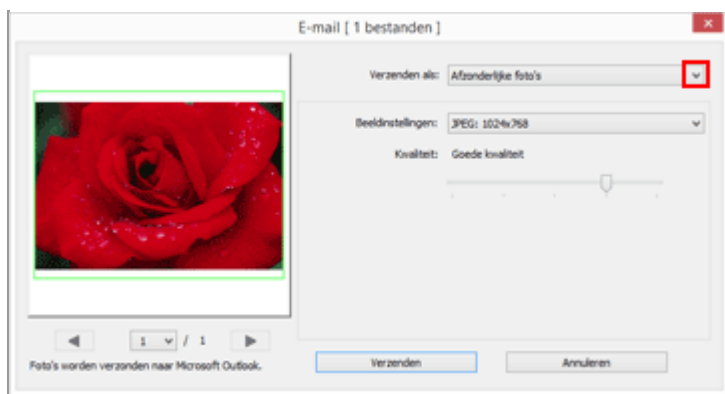 E-mail [ 1 bestanden ]
Verzenden als: Afzonderlijke foto's
Beeldinstellingen: JPEG: 1024x768
Kwaliteit: Goede kwaliteit
1 / 1
Foto's worden verzonden naar Microsoft Outlook.
Verzenden Annuleren